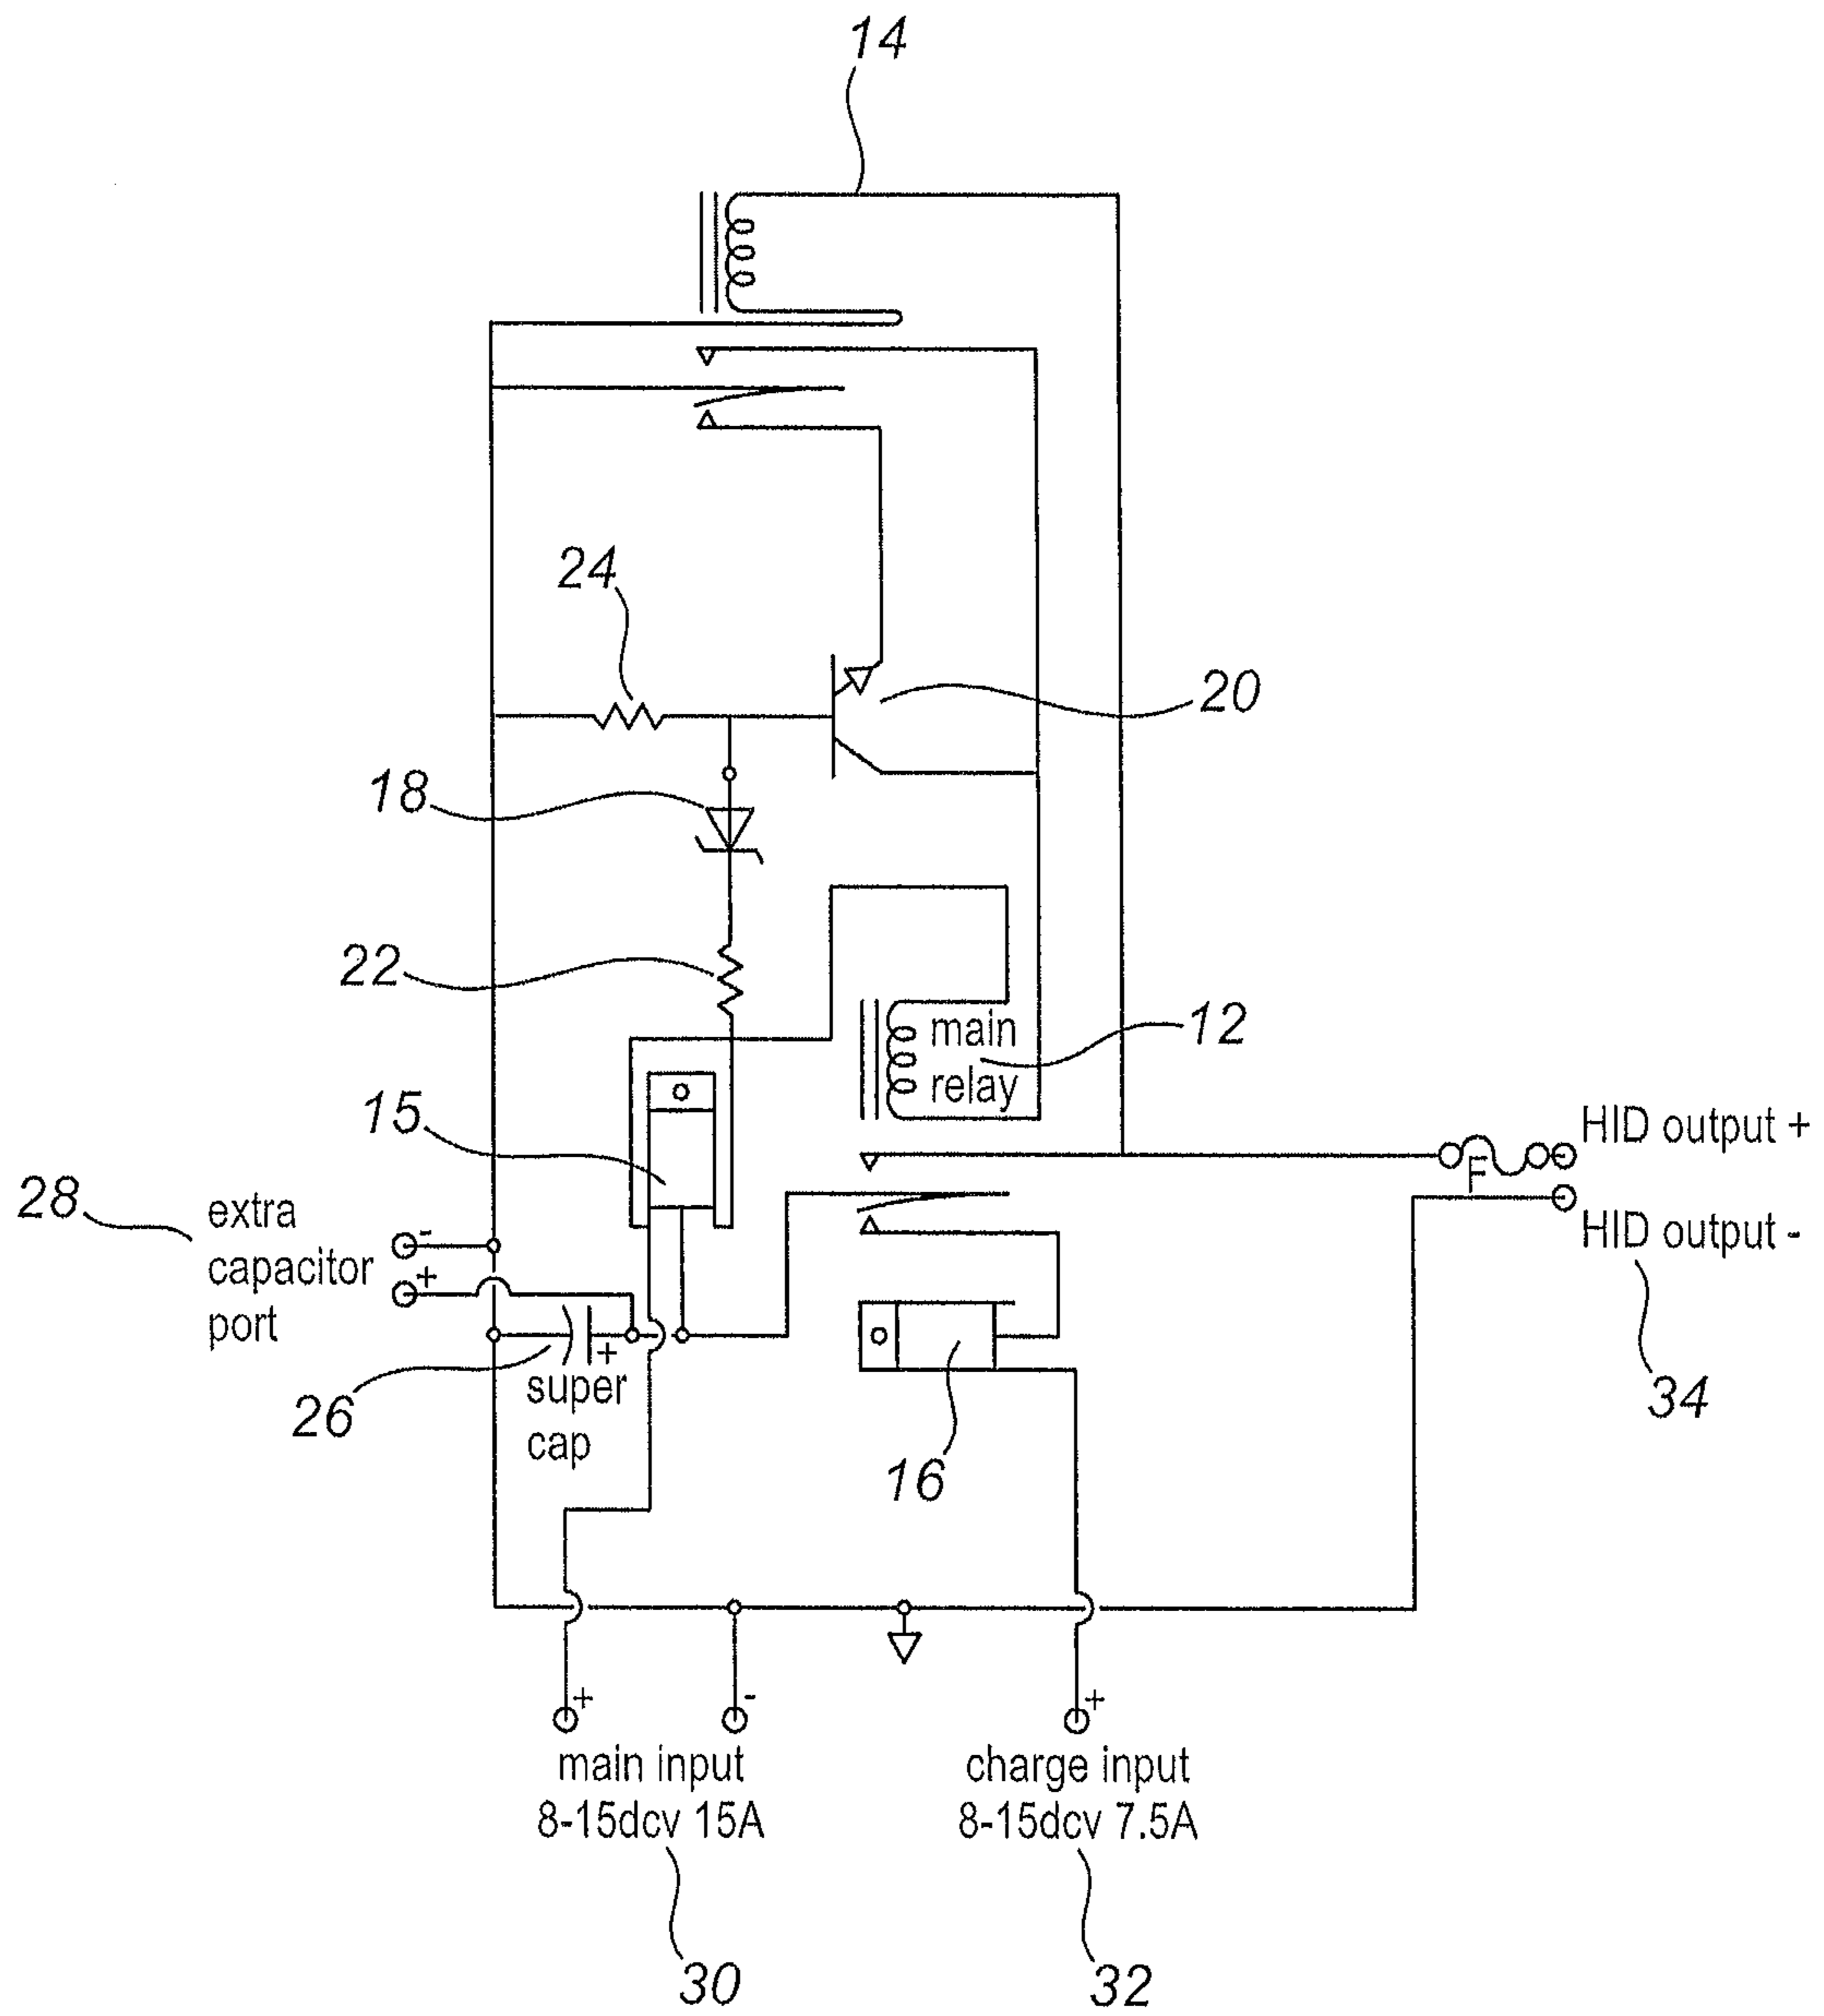 14
24
20
18
22
main
relay
12
15
HID output +
F
HID output -
28
extra
capacitor
port
-
+
+
super
cap
26
16
34
+
-
+
main input
8-15dcv 15A
charge input
8-15dcv 7.5A
30
32